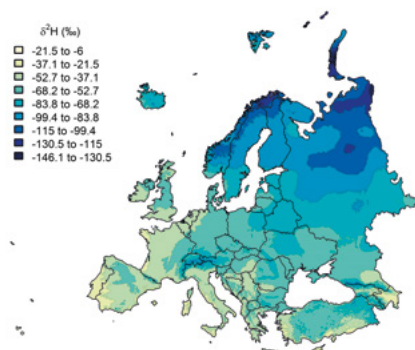 δ²H (‰)
-21.5 to -6
-37.1 to -21.5
-52.7 to -37.1
-68.2 to -52.7
-83.8 to -68.2
-99.4 to -83.8
-115 to -99.4
-130.5 to -115
-146.1 to -130.5